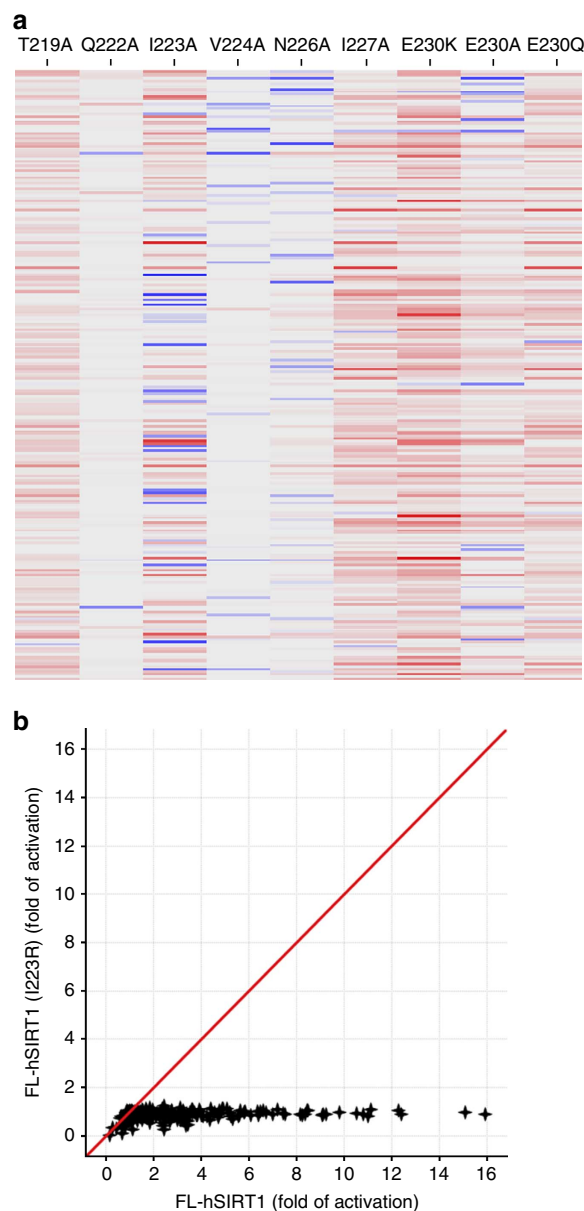 a
T219A Q222A I223A V224A N226A I227A E230K E230A E230Q
b
16
14
12
10
8
6
4
2
0
FL-hSIRT1 (I223R) (fold of activation)
0 2 4 6 8 10 12 14 16
FL-hSIRT1 (fold of activation)